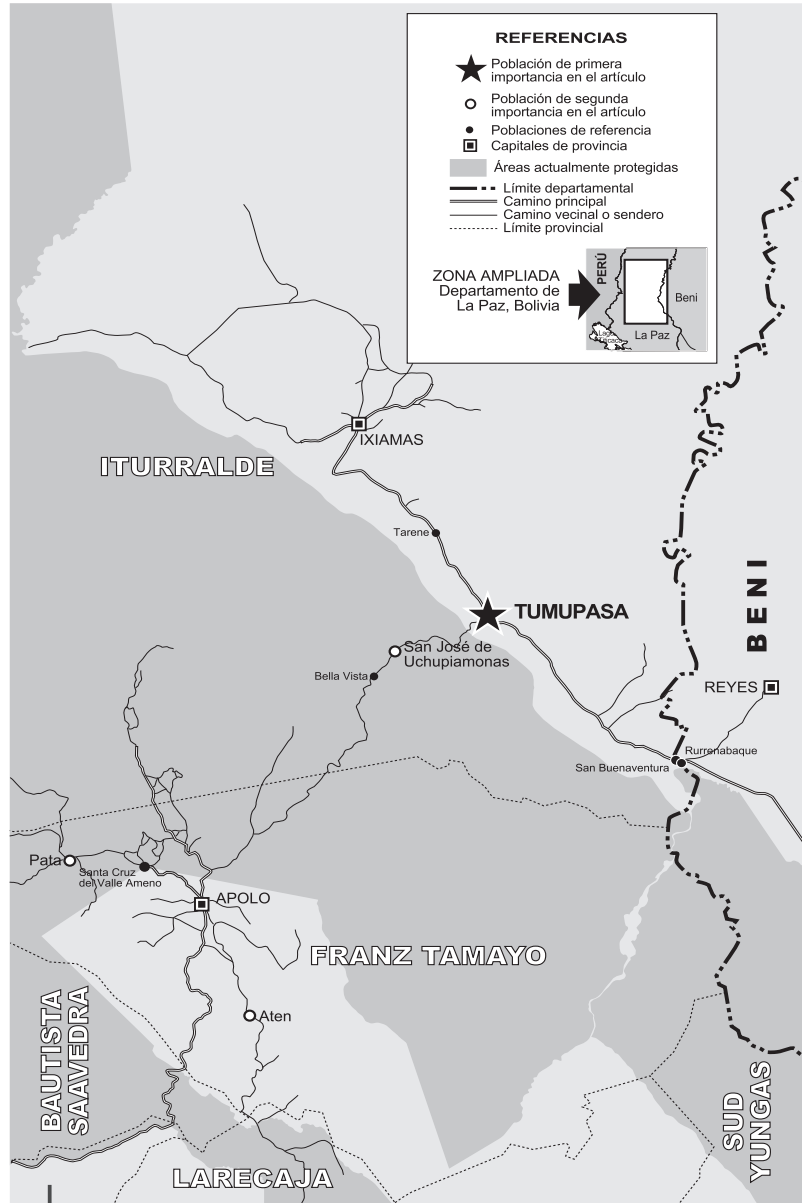 REFERENCIAS
Población de primera
importancia en el artículo
Población de segunda
importancia en el artículo
Poblaciones de referencia
Capitales de provincia
Áreas actualmente protegidas
Límite departamental
Camino principal
Camino vecinal o sendero
Límite provincial
ZONA AMPLIADA
Departamento de
La Paz, Bolivia
PERÚ
Beni
La Paz
Lago
Titicaca
IXIAMAS
ITURRALDE
Tarene
TUMUPASA
BENI
San José de
Uchupiamonas
Bella Vista
REYES
Rurrenabaque
San Buenaventura
Pata
Santa Cruz
del Valle Ameno
APOLO
FRANZ TAMAYO
Aten
BAUTISTA
SAAVEDRA
SUD
YUNGAS
LARECAJA